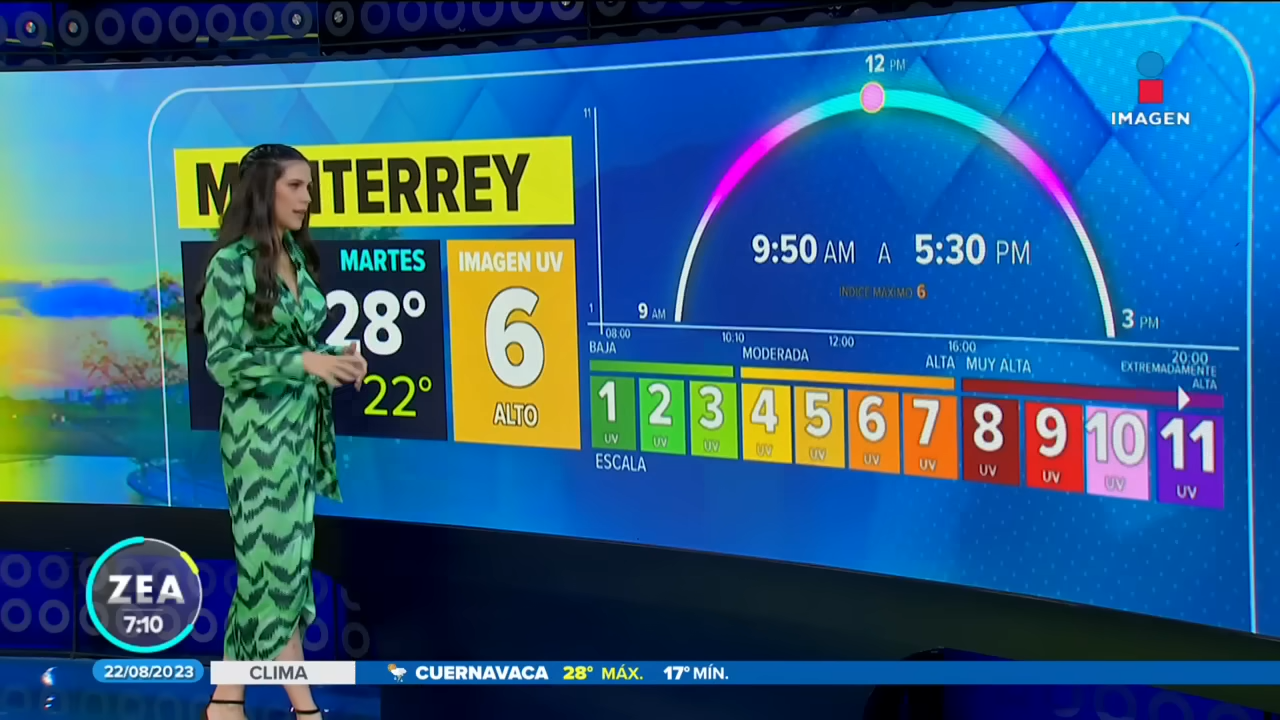 12 PM
IMAGEN
11
MONTERREY
MARTES
28°
22°
IMAGEN UV
6
ALTO
9:50 AM A 5:30 PM
ÍNDICE MÁXIMO 6
1
9 AM
3 PM
08:00
10:10
12:00
16:00
20:00
BAJA
MODERADA
ALTA
MUY ALTA
EXTREMADAMENTE
ALTA
1 2 3 4 5 6 7 8 9 10 11
UV UV UV UV UV UV UV UV UV UV UV
ESCALA
ZEA
7:10
22/08/2023
CLIMA
CUERNAVACA 28° MÁX. 17° MÍN.